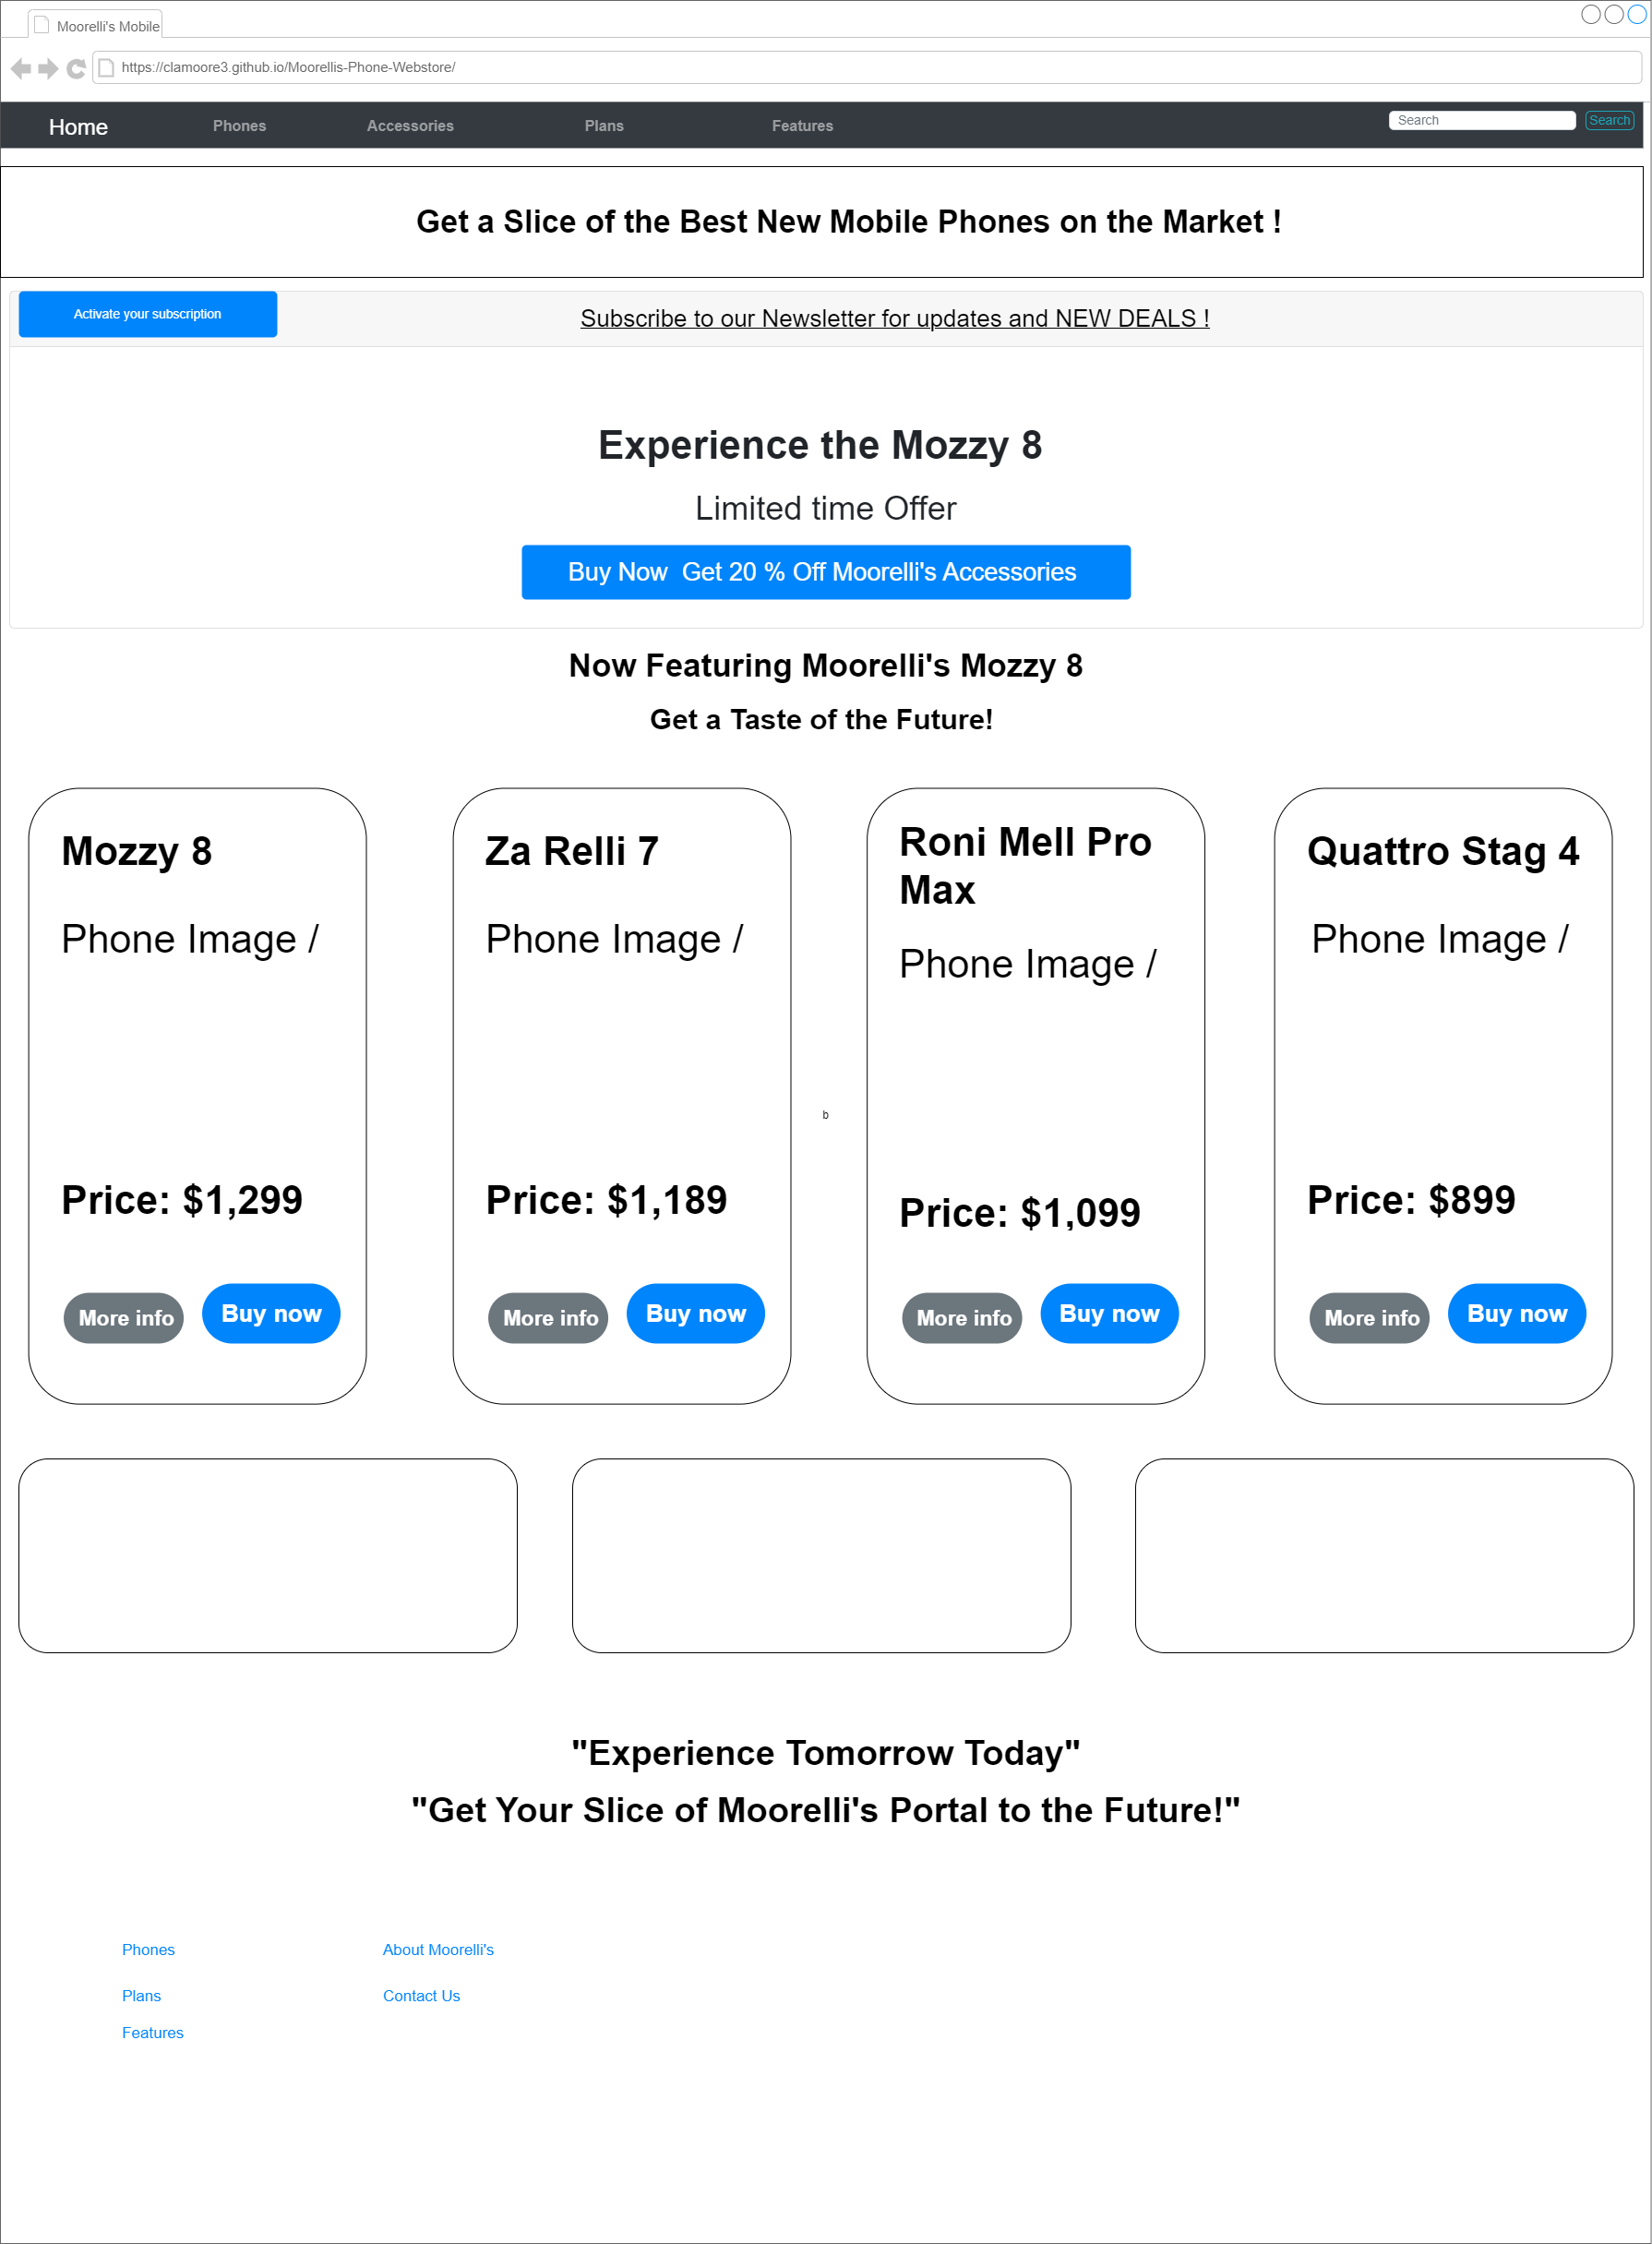 Moorelli's Mobile
https://clamoore3.github.io/Moorellis-Phone-Webstore/
Home Phones Accessories Plans Features Search Search
Get a Slice of the Best New Mobile Phones on the Market !
Activate your subscription
Subscribe to our Newsletter for updates and NEW DEALS !
Experience the Mozzy 8
Limited time Offer
Buy Now  Get 20 % Off Moorelli's Accessories
Now Featuring Moorelli's Mozzy 8
Get a Taste of the Future!
Mozzy 8
Phone Image /
Price: $1,299
More info Buy now
Za Relli 7
Phone Image /
Price: $1,189
More info Buy now
b
Roni Mell Pro
Max
Phone Image /
Price: $1,099
More info Buy now
Quattro Stag 4
Phone Image /
Price: $899
More info Buy now
"Experience Tomorrow Today"
"Get Your Slice of Moorelli's Portal to the Future!"
Phones
Plans
Features
About Moorelli's
Contact Us